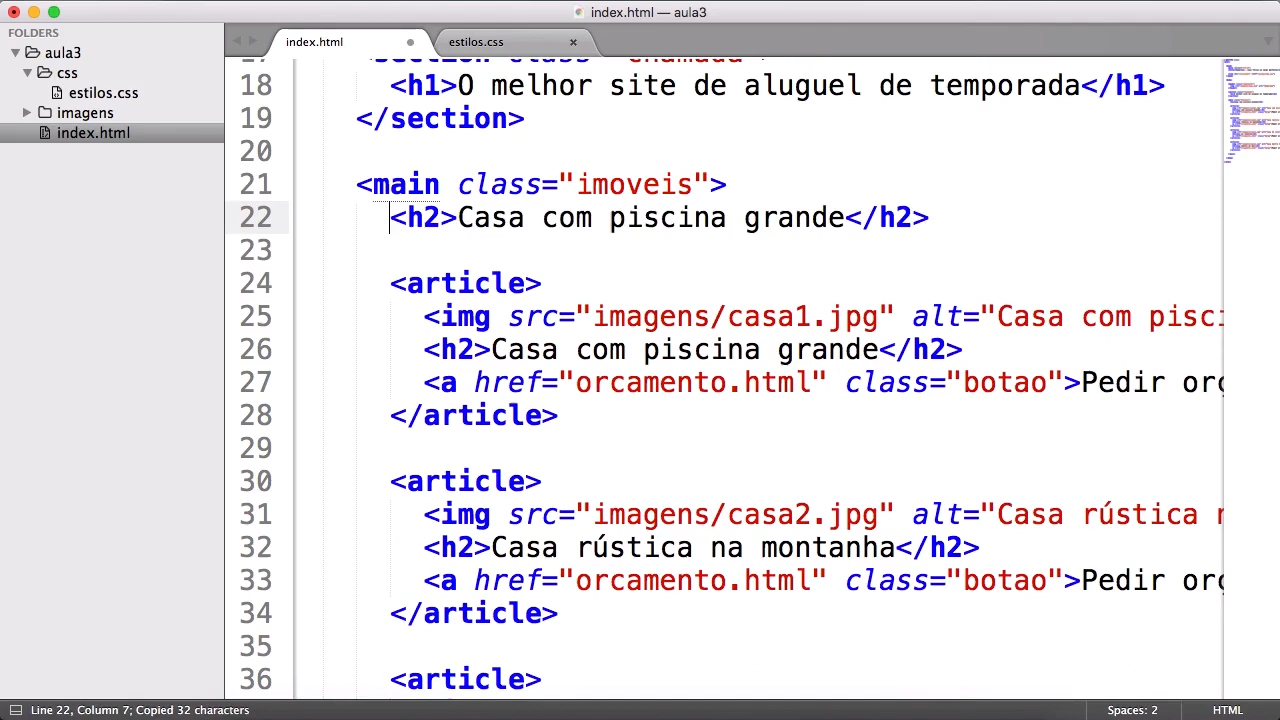 index.html — aula3
FOLDERS
aula3
css
estilos.css
imagens
index.html
index.html
estilos.css ×
18 <h1>O melhor site de aluguel de temporada</h1>
19 </section>
20
21 <main class="imoveis">
22 <h2>Casa com piscina grande</h2>
23
24 <article>
25 <img src="imagens/casa1.jpg" alt="Casa com
26 <h2>Casa com piscina grande</h2>
27 <a href="orcamento.html" class="botao">Pedir
28 </article>
29
30 <article>
31 <img src="imagens/casa2.jpg" alt="Casa rústica
32 <h2>Casa rústica na montanha</h2>
33 <a href="orcamento.html" class="botao">Pedir
34 </article>
35
36 <article>
Line 22, Column 7; Copied 32 characters
Spaces: 2
HTML